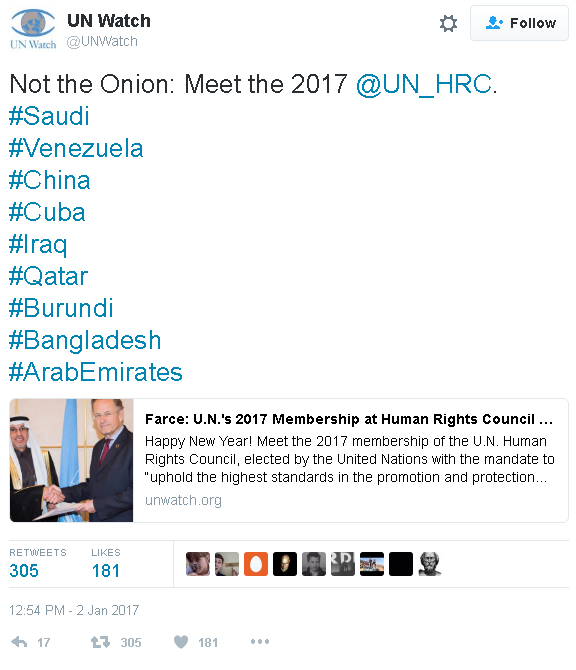 UN Watch
@UNWatch
Follow
UN Watch
Not the Onion: Meet the 2017 @UN_HRC.
#Saudi
#Venezuela
#China
#Cuba
#Iraq
#Qatar
#Burundi
#Bangladesh
#ArabEmirates
Farce: U.N.'s 2017 Membership at Human Rights Council ...
Happy New Year! Meet the 2017 membership of the U.N. Human
Rights Council, elected by the United Nations with the mandate to
"uphold the highest standards in the promotion and protection...
unwatch.org
RETWEETS
LIKES
305
181
RD
12:54 PM - 2 Jan 2017
17
305
181